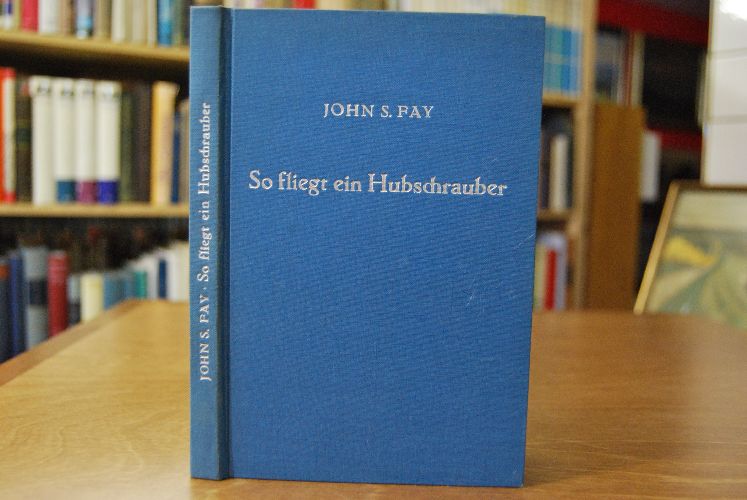 JOHN S. FAY
So fliegt ein Hubschrauber
JOHN S. FAY · So fliegt ein Hubschrauber